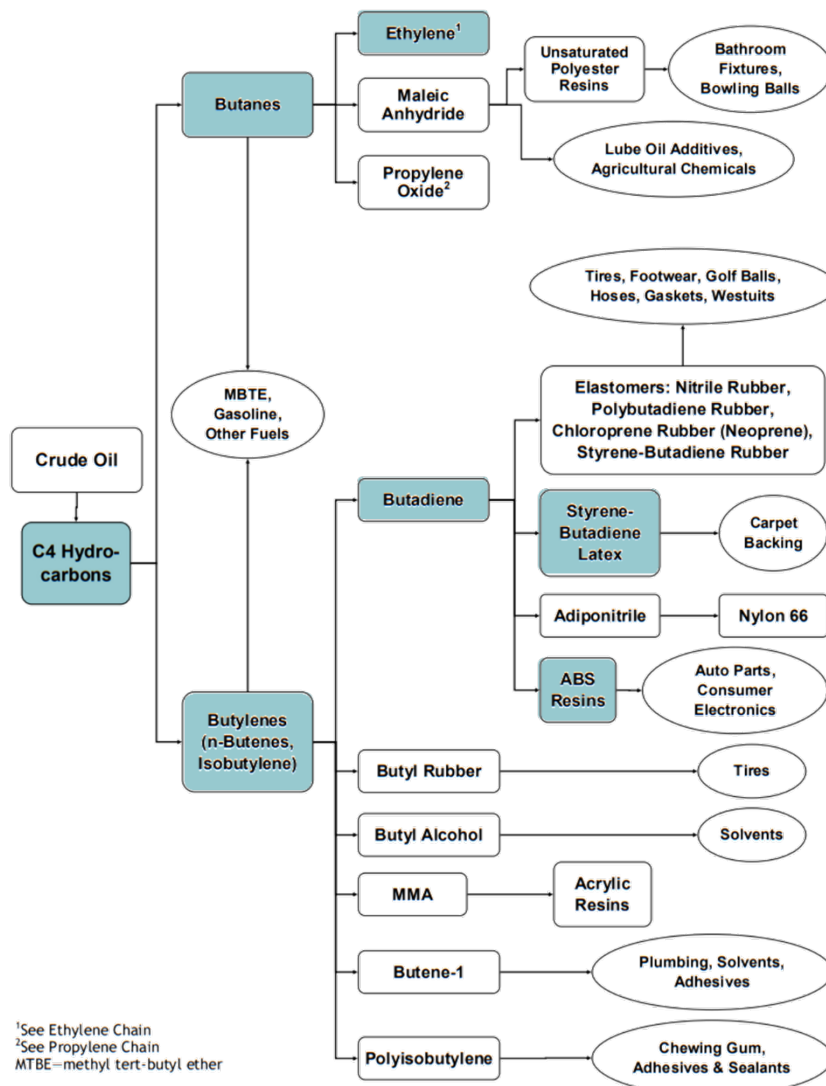 Ethylene1
Butanes
Maleic
Anhydride
Propylene
Oxide2
Unsaturated
Polyester
Resins
Bathroom
Fixtures,
Bowling Balls
Lube Oil Additives,
Agricultural Chemicals
Tires, Footwear, Golf Balls,
Hoses, Gaskets, Westuits
MBTE,
Gasoline,
Other Fuels
Elastomers: Nitrile Rubber,
Polybutadiene Rubber,
Chloroprene Rubber (Neoprene),
Styrene-Butadiene Rubber
Crude Oil
C4 Hydro-
carbons
Butadiene
Styrene-
Butadiene
Latex
Carpet
Backing
Adiponitrile
Nylon 66
ABS
Resins
Auto Parts,
Consumer
Electronics
Butylenes
(n-Butenes,
Isobutylene)
Butyl Rubber
Tires
Butyl Alcohol
Solvents
MMA
Acrylic
Resins
Butene-1
Plumbing, Solvents,
Adhesives
Polyisobutylene
Chewing Gum,
Adhesives & Sealants
1See Ethylene Chain
2See Propylene Chain
MTBE—methyl tert-butyl ether